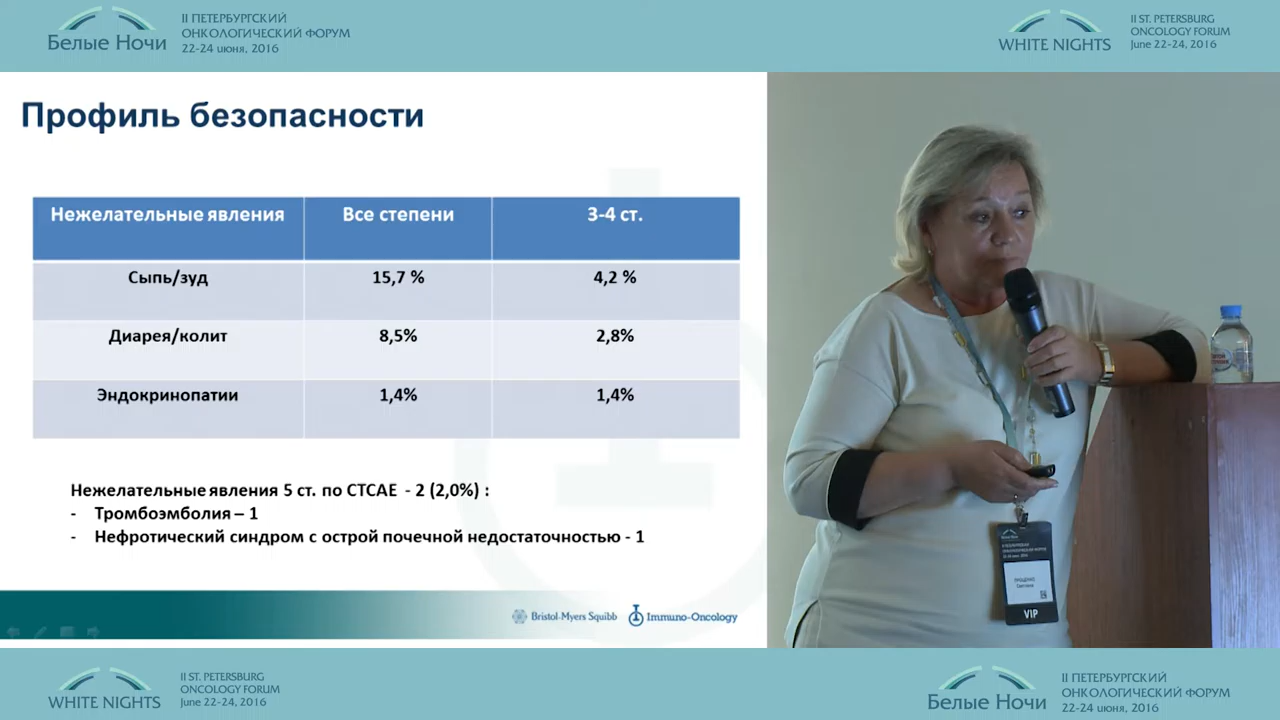 II ПЕТЕРБУРГСКИЙ
ОНКОЛОГИЧЕСКИЙ ФОРУМ
22-24 июня, 2016
Белые Ночи
WHITE NIGHTS
II ST. PETERSBURG
ONCOLOGY FORUM
June 22-24, 2016
Профиль безопасности
Нежелательные явления Все степени 3-4 ст.
Сыпь/зуд 15,7 % 4,2 %
Диарея/колит 8,5% 2,8%
Эндокринопатии 1,4% 1,4%
Нежелательные явления 5 ст. по СТСАЕ - 2 (2,0%) :
- Тромбоэмболия – 1
- Нефротический синдром с острой почечной недостаточностью - 1
Bristol-Myers Squibb Immuno-Oncology
VIP
WHITE NIGHTS
II ST. PETERSBURG
ONCOLOGY FORUM
June 22-24, 2016
Белые Ночи
II ПЕТЕРБУРГСКИЙ
ОНКОЛОГИЧЕСКИЙ ФОРУМ
22-24 июня, 2016